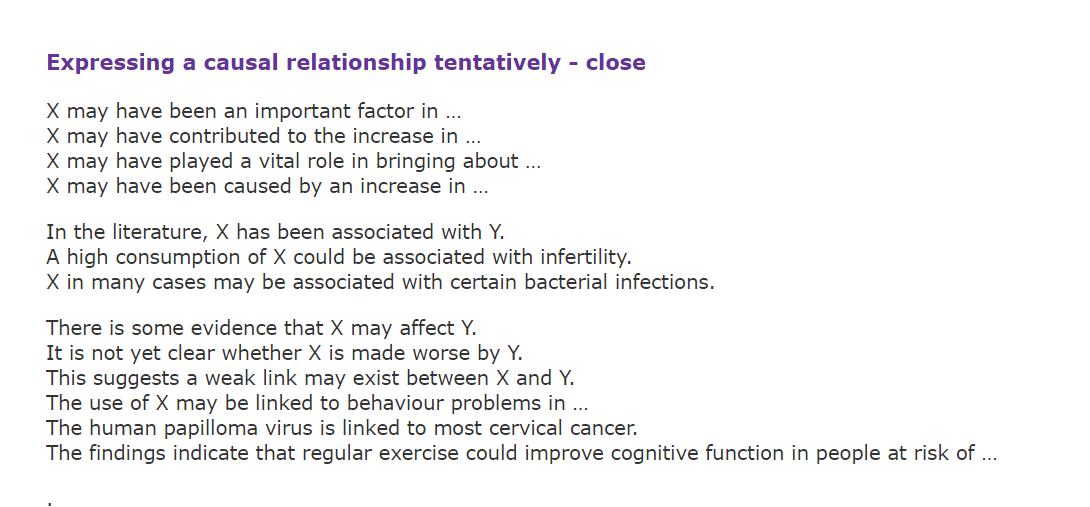 Expressing a causal relationship tentatively - close
X may have been an important factor in …
X may have contributed to the increase in …
X may have played a vital role in bringing about …
X may have been caused by an increase in …
In the literature, X has been associated with Y.
A high consumption of X could be associated with infertility.
X in many cases may be associated with certain bacterial infections.
There is some evidence that X may affect Y.
It is not yet clear whether X is made worse by Y.
This suggests a weak link may exist between X and Y.
The use of X may be linked to behaviour problems in …
The human papilloma virus is linked to most cervical cancer.
The findings indicate that regular exercise could improve cognitive function in people at risk of …